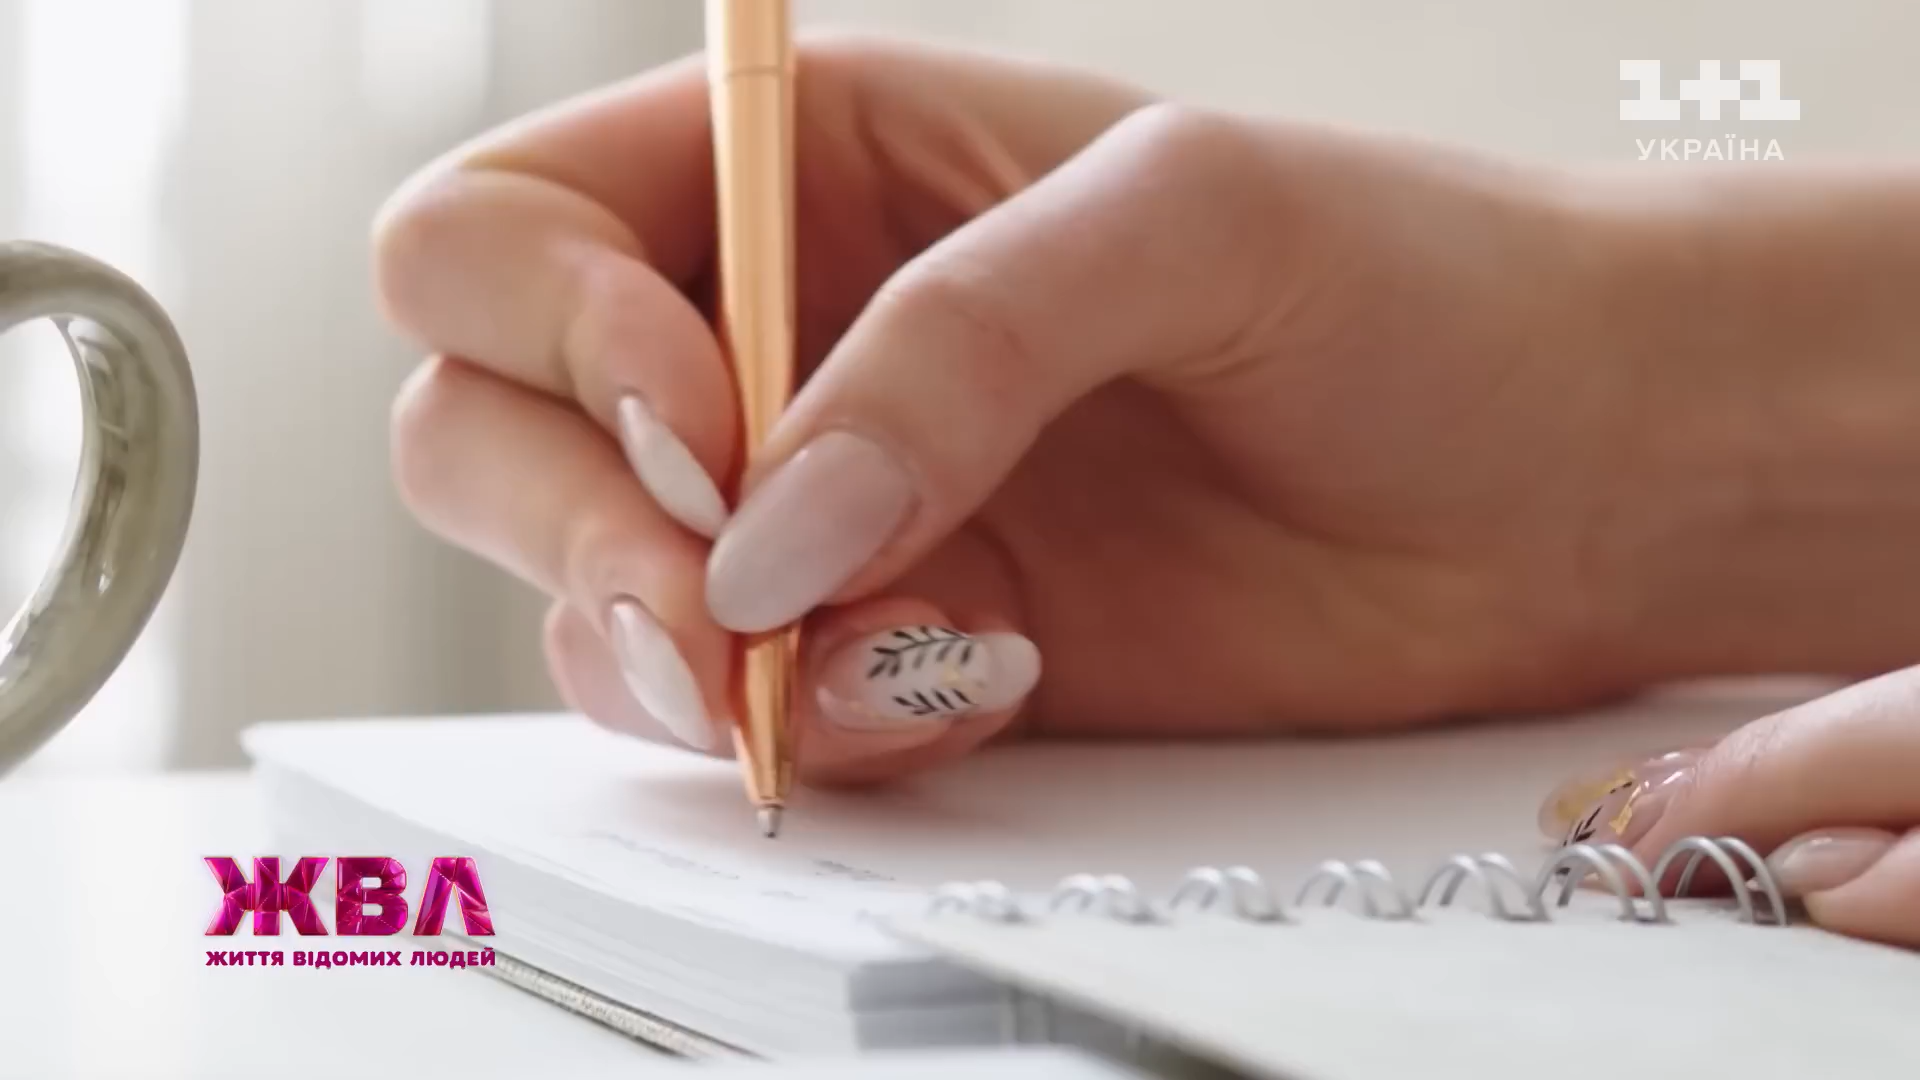 1+1
УКРАЇНА
ЖВЛ
ЖИТТЯ ВІДОМИХ ЛЮДЕЙ